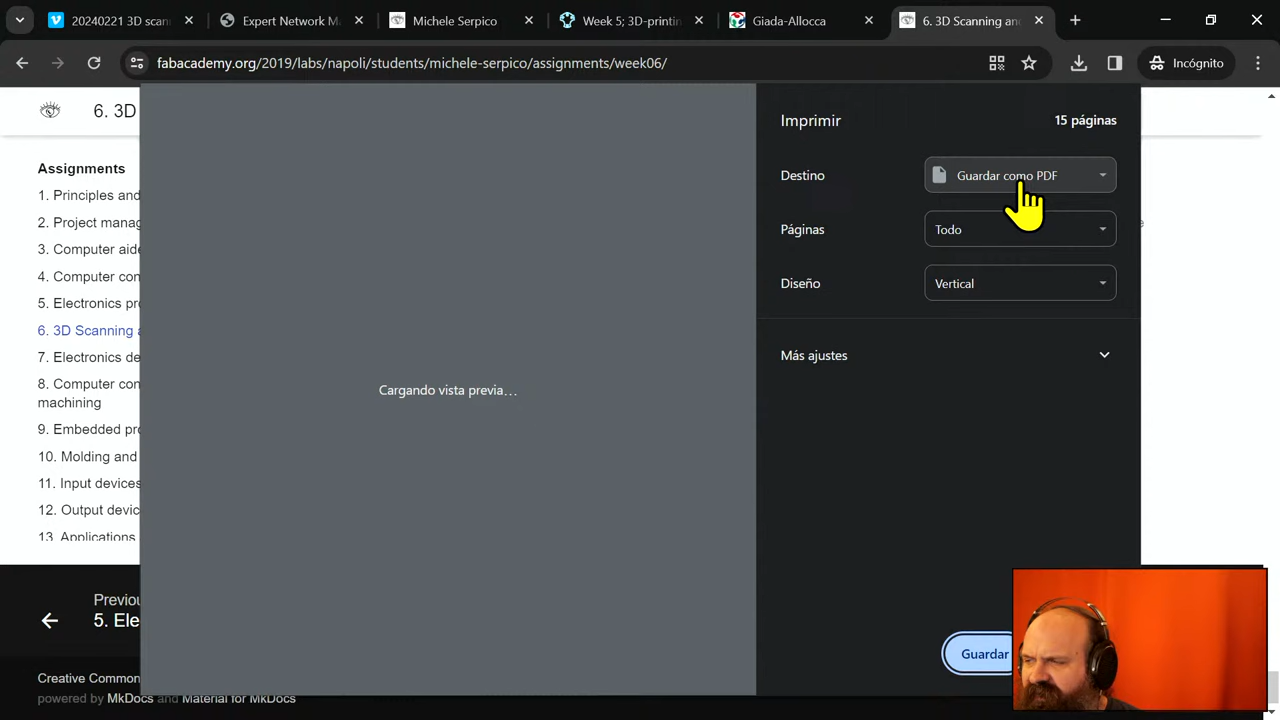 20240221 3D scan
Expert Network Ma
Michele Serpico
Week 5; 3D-printin
Giada-Allocca
6. 3D Scanning and
fabacademy.org/2019/labs/napoli/students/michele-serpico/assignments/week06/
Incógnito
6. 3D
Assignments
1. Principles and
2. Project manag
3. Computer aide
4. Computer con
5. Electronics pr
6. 3D Scanning a
7. Electronics de
8. Computer con
machining
9. Embedded pro
10. Molding and
11. Input devices
12. Output devic
13. Applications
Cargando vista previa…
Imprimir
15 páginas
Destino
Guardar como PDF
Páginas
Todo
Diseño
Vertical
Más ajustes
Guardar
Previou
5. Ele
Creative Common
powered by MkDocs and Material for MkDocs